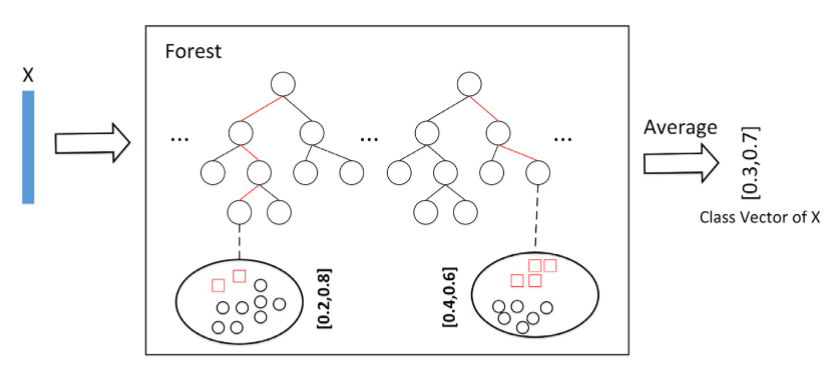 Forest
X
...
...
...
Average
[0.3,0.7]
Class Vector of X
[0.2,0.8]
[0.4,0.6]